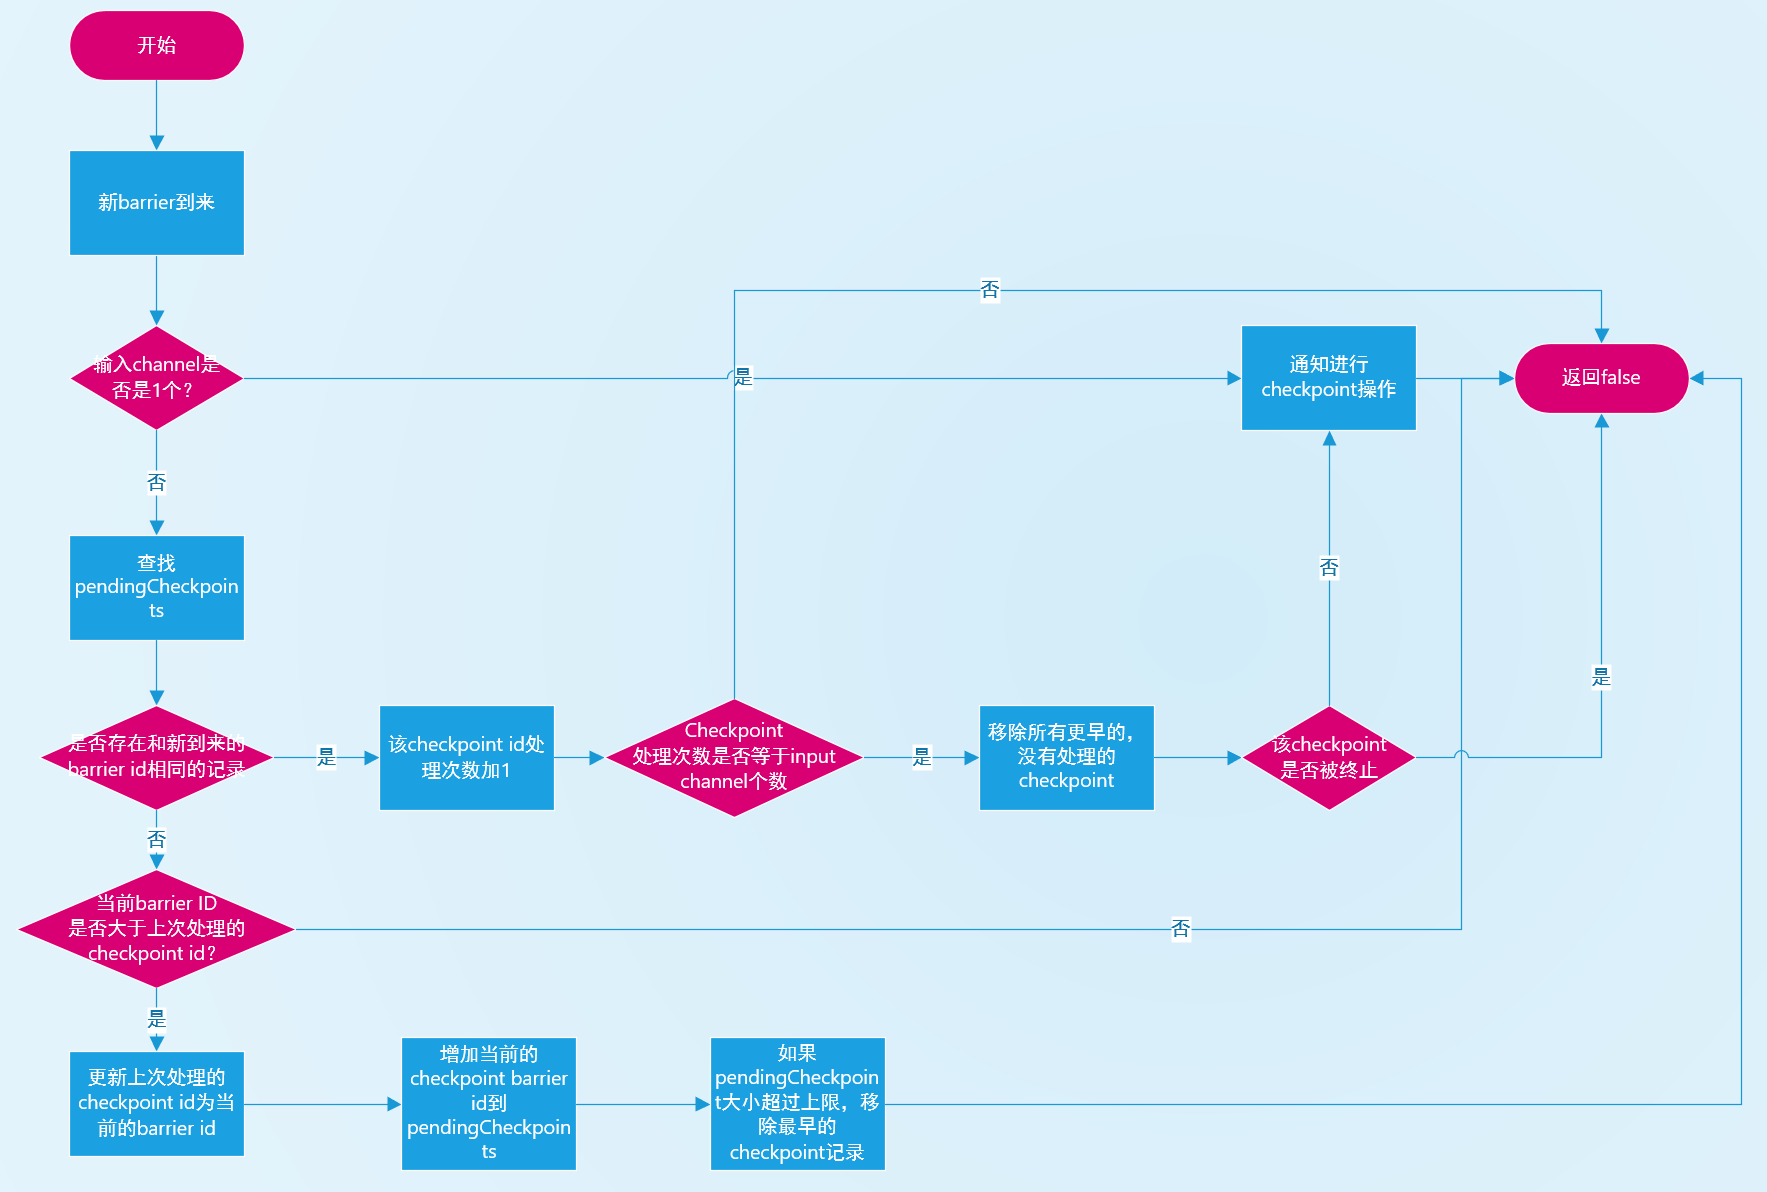 开始
新barrier到来
输入channel是
否是1个？
否
是
否
通知进行
checkpoint操作
返回false
查找
pendingCheckpoin
ts
是否存在和新到来的
barrier id相同的记录
是
该checkpoint id处
理次数加1
Checkpoint
处理次数是否等于input
channel个数
是
移除所有更早的，
没有处理的
checkpoint
该checkpoint
是否被终止
否
是
否
当前barrier ID
是否大于上次处理的
checkpoint id？
否
是
更新上次处理的
checkpoint id为当
前的barrier id
增加当前的
checkpoint barrier
id到
pendingCheckpoin
ts
如果
pendingCheckpoin
t大小超过上限，移
除最早的
checkpoint记录